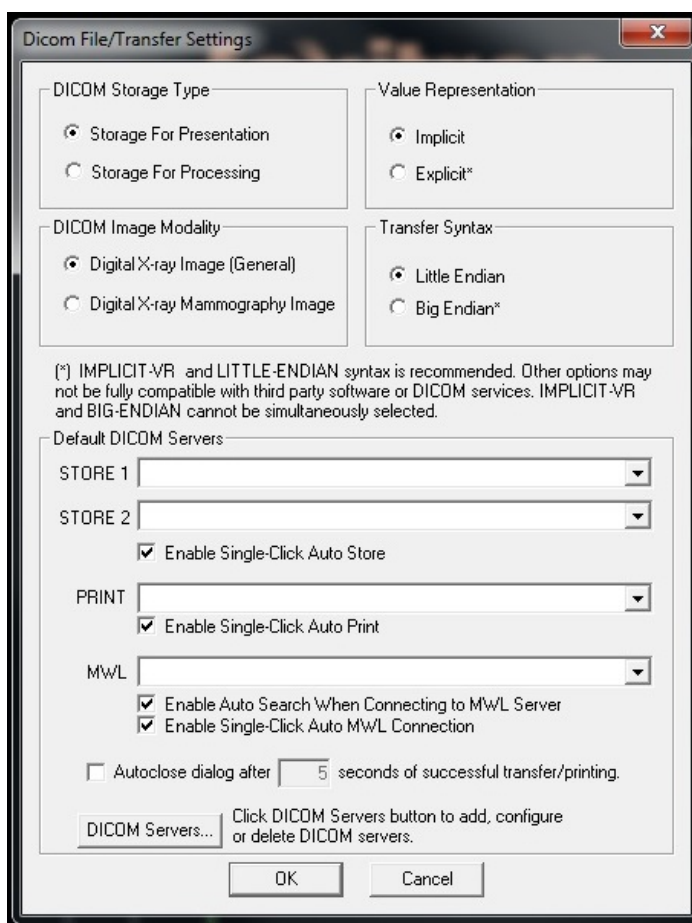 Dicom File/Transfer Settings
DICOM Storage Type
Storage For Presentation
Storage For Processing
Value Representation
Implicit
Explicit*
DICOM Image Modality
Digital X-ray Image (General)
Digital X-ray Mammography Image
Transfer Syntax
Little Endian
Big Endian*
(*) IMPLICIT-VR and LITTLE-ENDIAN syntax is recommended. Other options may
not be fully compatible with third party software or DICOM services. IMPLICIT-VR
and BIG-ENDIAN cannot be simultaneously selected.
Default DICOM Servers
STORE 1
STORE 2
Enable Single-Click Auto Store
PRINT
Enable Single-Click Auto Print
MWL
Enable Auto Search When Connecting to MWL Server
Enable Single-Click Auto MWL Connection
Autoclose dialog after 5 seconds of successful transfer/printing.
DICOM Servers...
Click DICOM Servers button to add, configure
or delete DICOM servers.
OK
Cancel